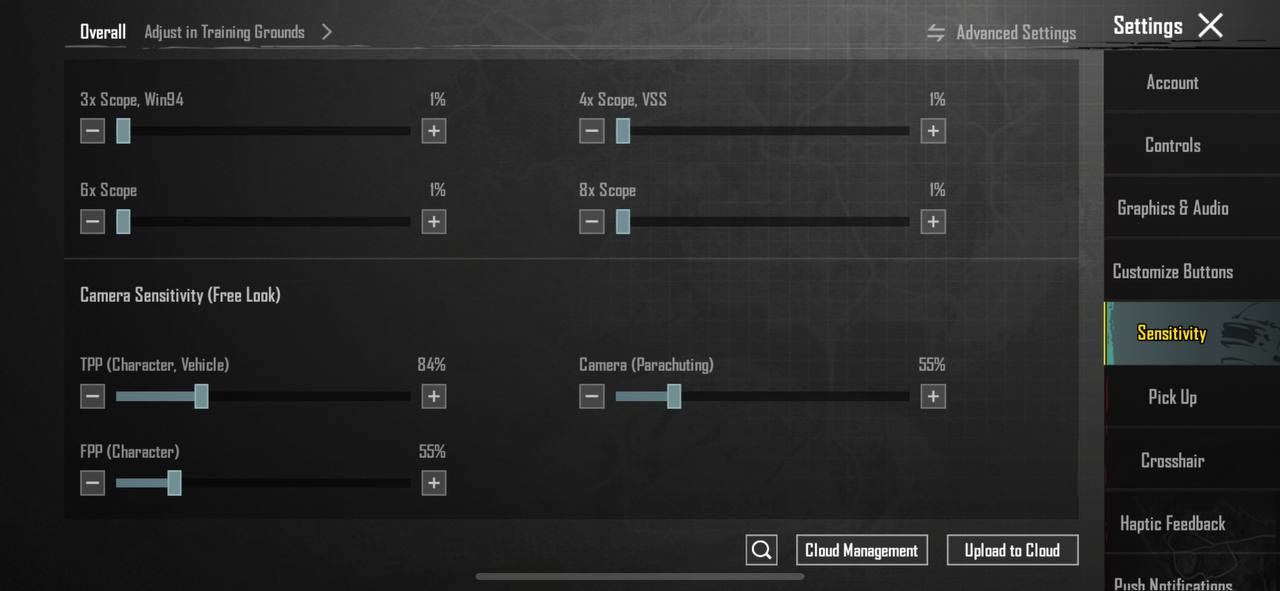 Overall
Adjust in Training Grounds
Advanced Settings
Settings
3x Scope, Win94
1%
4x Scope, VSS
1%
6x Scope
1%
8x Scope
1%
Camera Sensitivity (Free Look)
TPP (Character, Vehicle)
84%
Camera (Parachuting)
55%
FPP (Character)
55%
Cloud Management
Upload to Cloud
Account
Controls
Graphics & Audio
Customize Buttons
Sensitivity
Pick Up
Crosshair
Haptic Feedback
Push Notifications